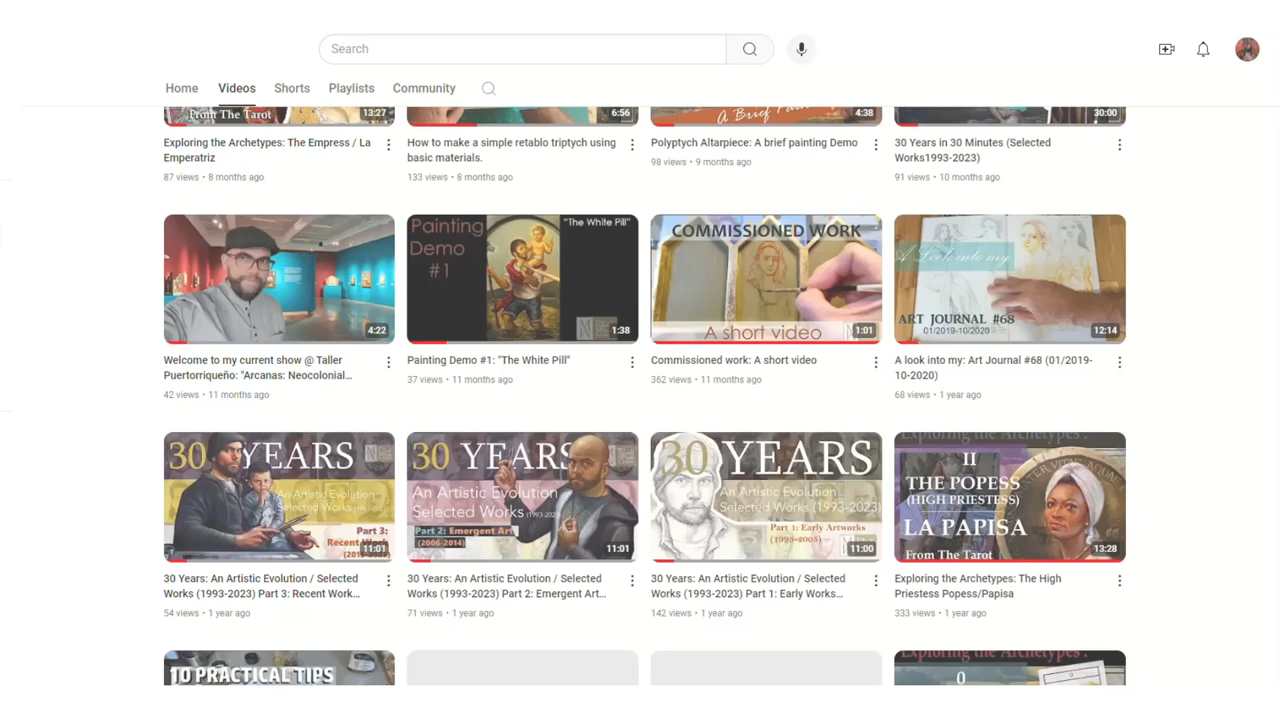 Search
Home Videos Shorts Playlists Community
From The Tarot
13:27
6:56
A Brief
4:38
30:00
Exploring the Archetypes: The Empress / La
Emperatriz
87 views • 8 months ago
How to make a simple retablo triptych using
basic materials.
133 views • 8 months ago
Polyptych Altarpiece: A brief painting Demo
98 views • 9 months ago
30 Years in 30 Minutes (Selected
Works1993-2023)
91 views • 10 months ago
4:22
Painting
Demo
#1
"The White Pill"
1:38
COMMISSIONED WORK
A short video
1:01
A Look into my
ART JOURNAL #68
01/2019-10/2020
12:14
Welcome to my current show @ Taller
Puertorriqueño: "Arcanas: Neocolonial...
42 views • 11 months ago
Painting Demo #1: "The White Pill"
37 views • 11 months ago
Commissioned work: A short video
362 views • 11 months ago
A look into my: Art Journal #68 (01/2019-
10-2020)
68 views • 1 year ago
30 YEARS
An Artistic Evolution
Selected Works (1993-2023)
Part 3:
Recent Work
11:01
30 YEARS
An Artistic Evolution
Selected Works (1993-2023)
Part 2: Emergent Art
(2006-2014)
11:01
30 YEARS
An Artistic Evolution
Selected Works (1993-2023)
Part 1: Early Artworks
(1993-2005)
11:00
Exploring the Archetypes:
II
THE POPESS
(HIGH PRIESTESS)
LA PAPISA
From The Tarot
13:28
30 Years: An Artistic Evolution / Selected
Works (1993-2023) Part 3: Recent Work...
54 views • 1 year ago
30 Years: An Artistic Evolution / Selected
Works (1993-2023) Part 2: Emergent Art...
71 views • 1 year ago
30 Years: An Artistic Evolution / Selected
Works (1993-2023) Part 1: Early Works...
142 views • 1 year ago
Exploring the Archetypes: The High
Priestess Popess/Papisa
333 views • 1 year ago
10 PRACTICAL TIPS
Exploring the Archetypes:
0